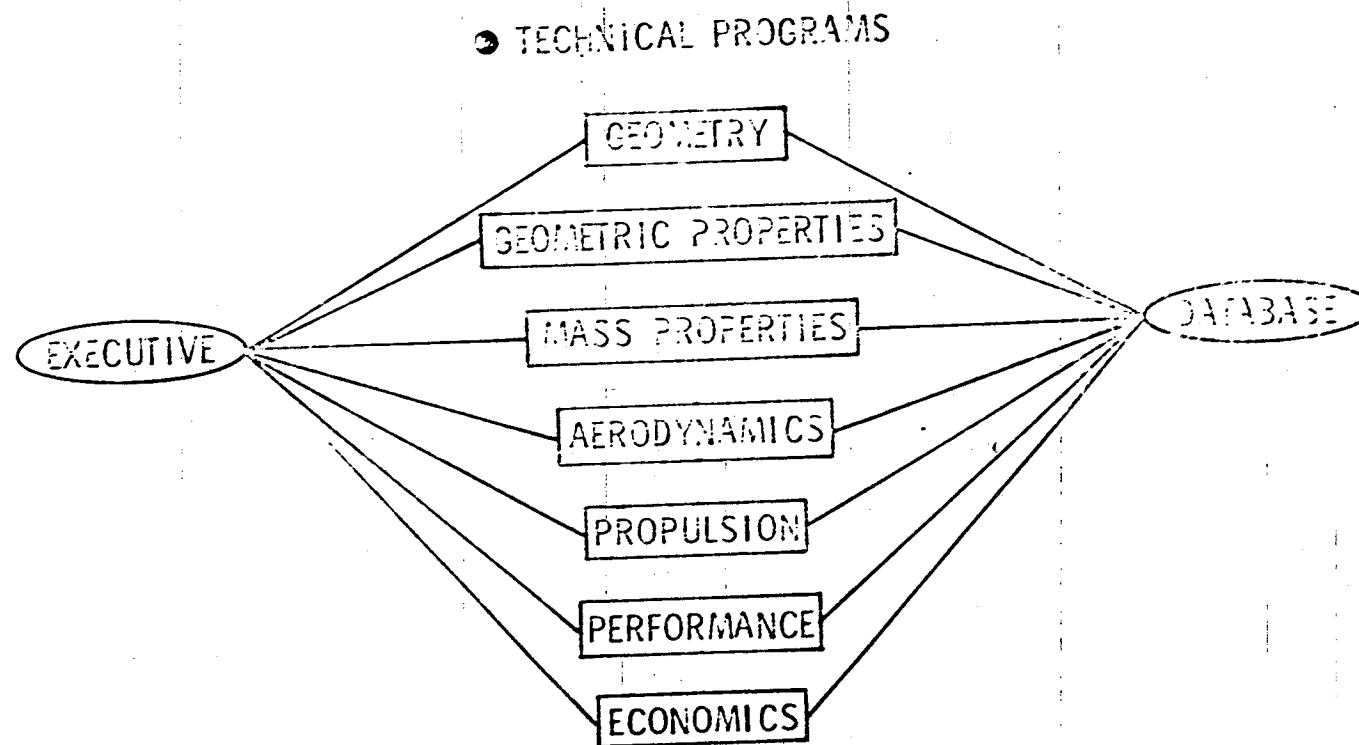 TECHNICAL PROGRAMS
GEOMETRY
GEOMETRIC PROPERTIES
MASS PROPERTIES
AERODYNAMICS
PROPULSION
PERFORMANCE
ECONOMICS
EXECUTIVE
DATABASE